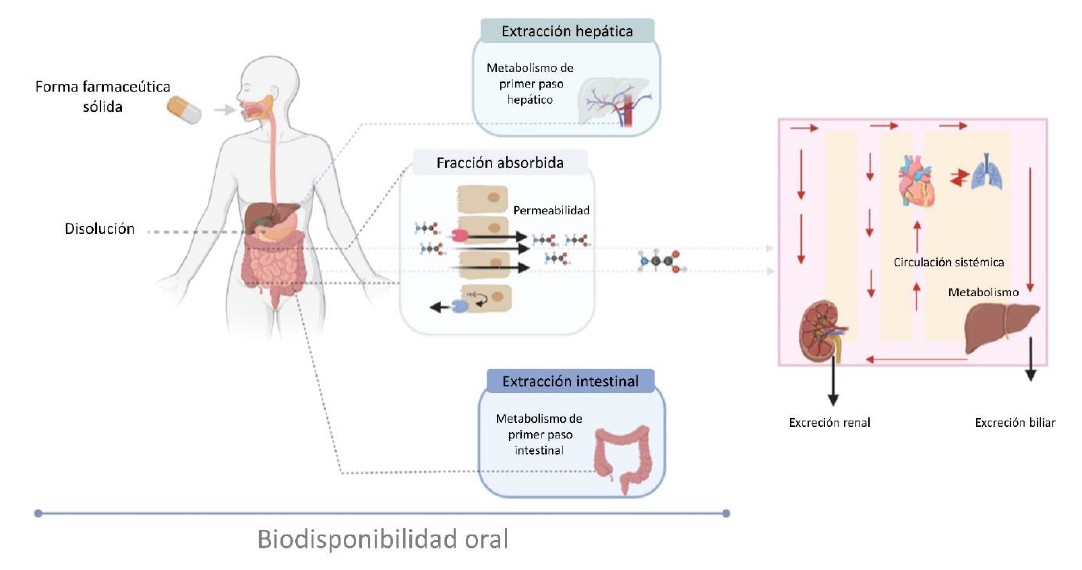 Extracción hepática
Metabolismo de
primer paso
hepático
Forma farmaceútica
sólida
Fracción absorbida
Permeabilidad
Disolución
Circulación sistémica
Metabolismo
Extracción intestinal
Metabolismo de
primer paso
intestinal
Excreción renal
Excreción biliar
Biodisponibilidad oral